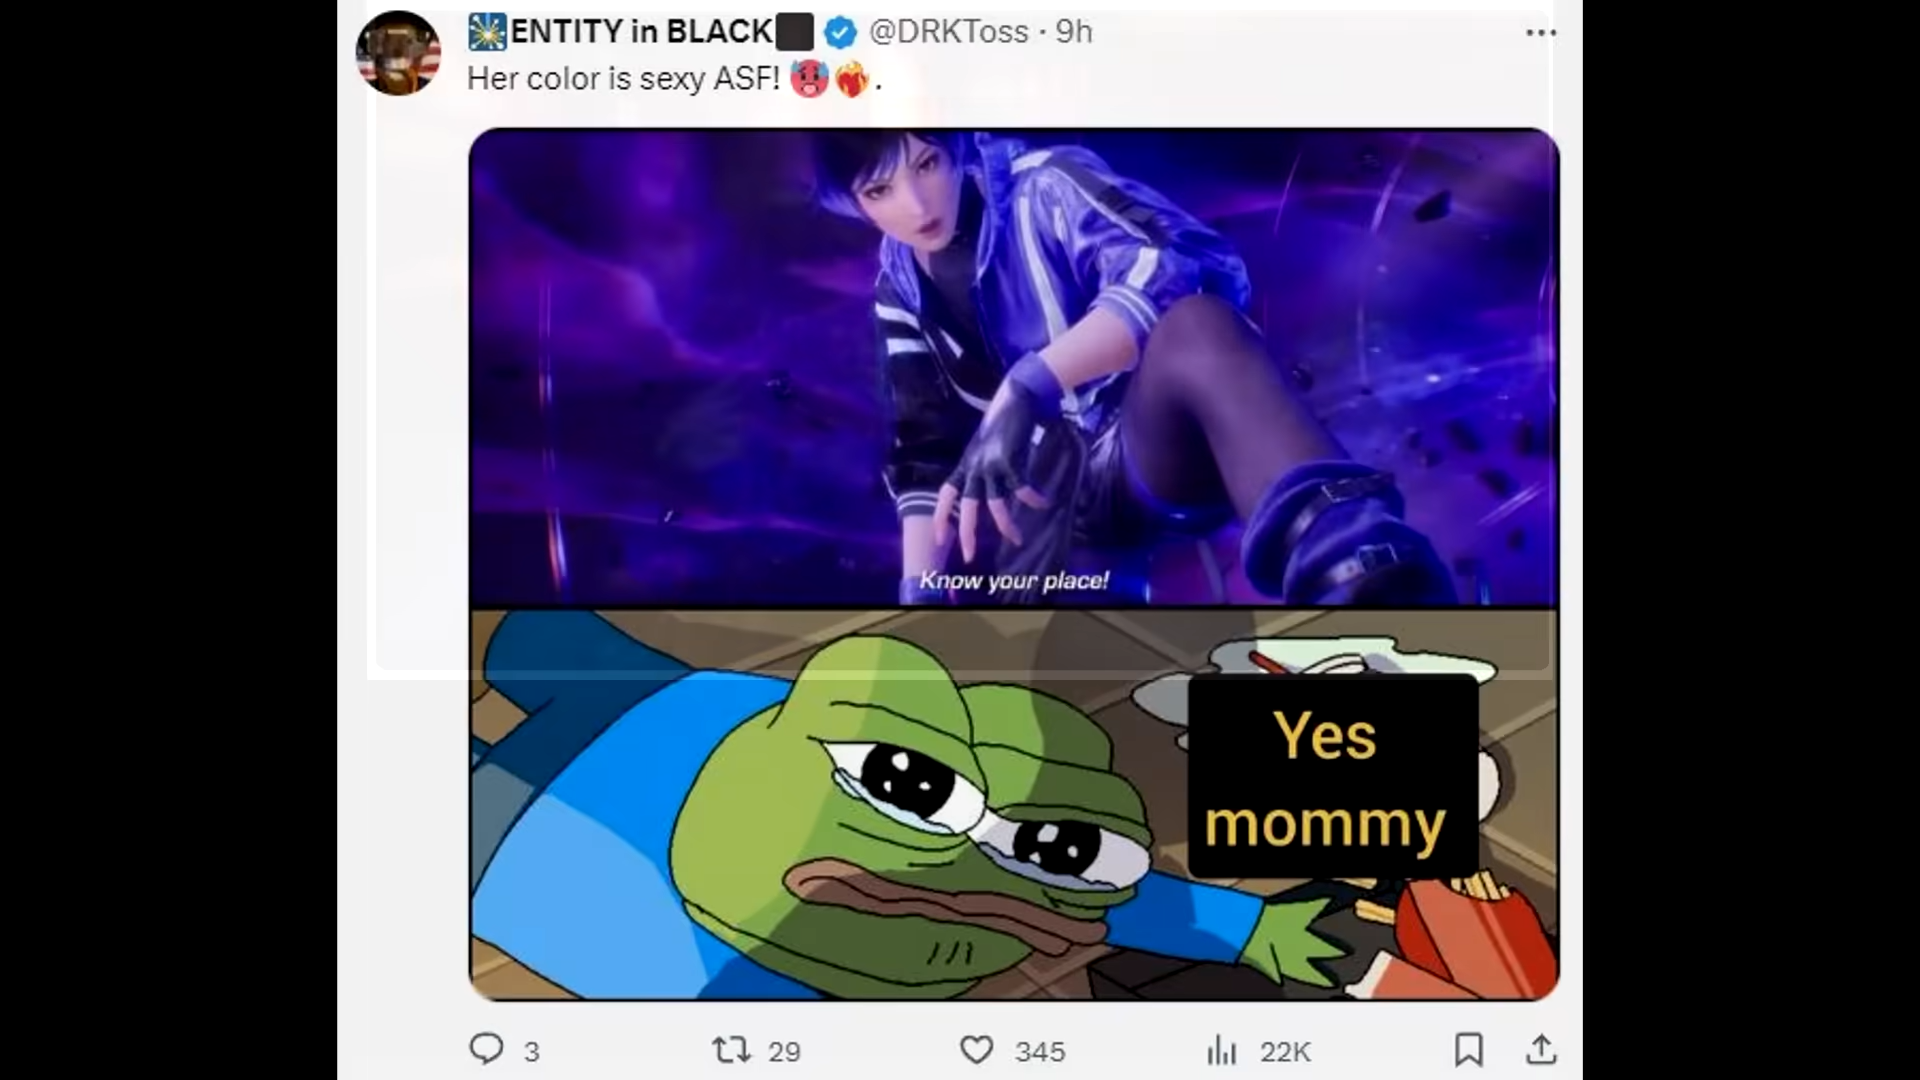 ENTITY in BLACK @DRKToss · 9h
Her color is sexy ASF! 🥵❤️‍🔥.
Know your place!
Yes
mommy
3 29 345 22K